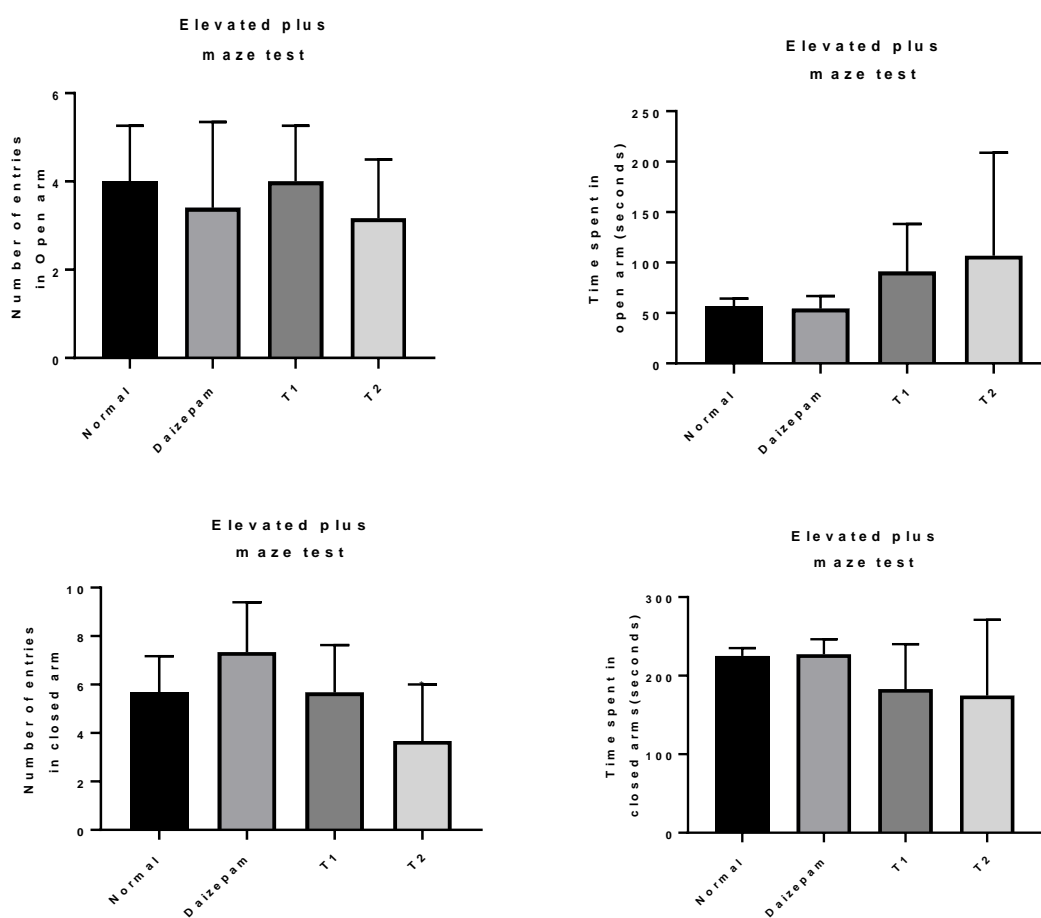 Elevated plus
maze test
Number of entries
in Open arm
6
4
2
0
Normal
Daizepam
T1
T2
Elevated plus
maze test
Time spent in
open arm(seconds)
250
200
150
100
50
0
Normal
Daizepam
T1
T2
Elevated plus
maze test
Number of entries
in closed arm
10
8
6
4
2
0
Normal
Daizepam
T1
T2
Elevated plus
maze test
Time spent in
closed arms(seconds)
300
200
100
0
Normal
Daizepam
T1
T2